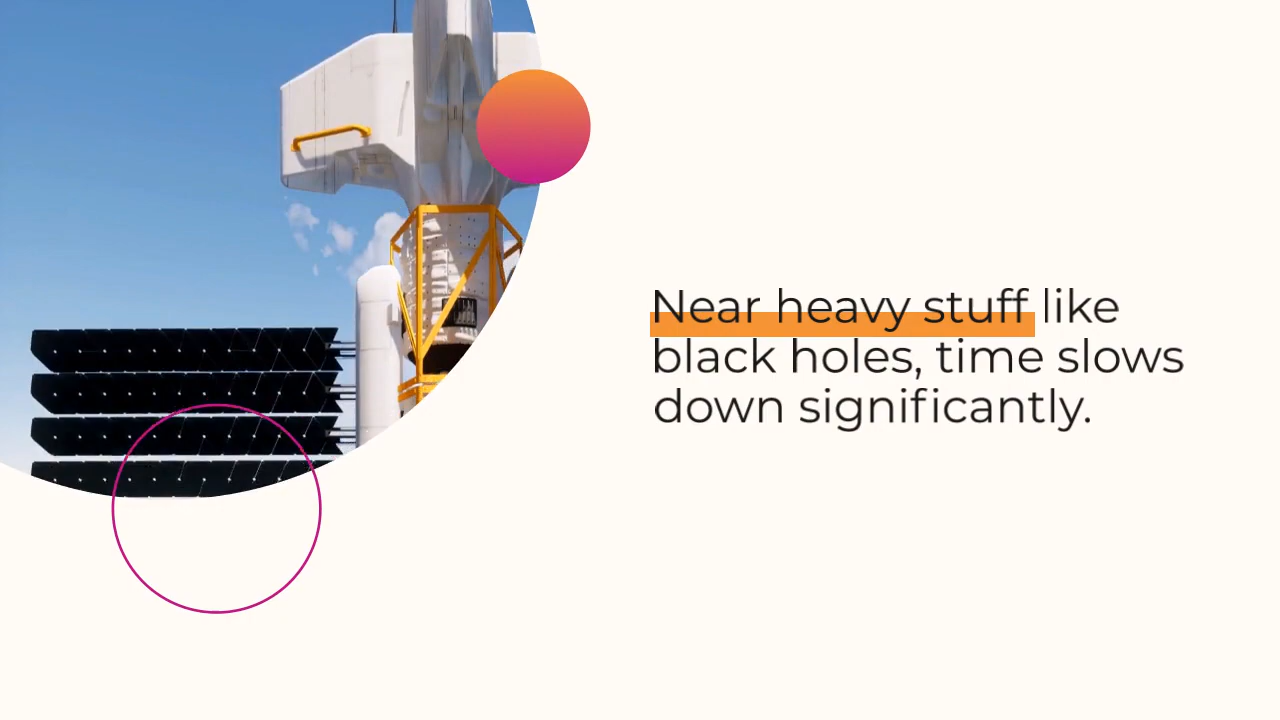 Near heavy stuff like
black holes, time slows
down significantly.